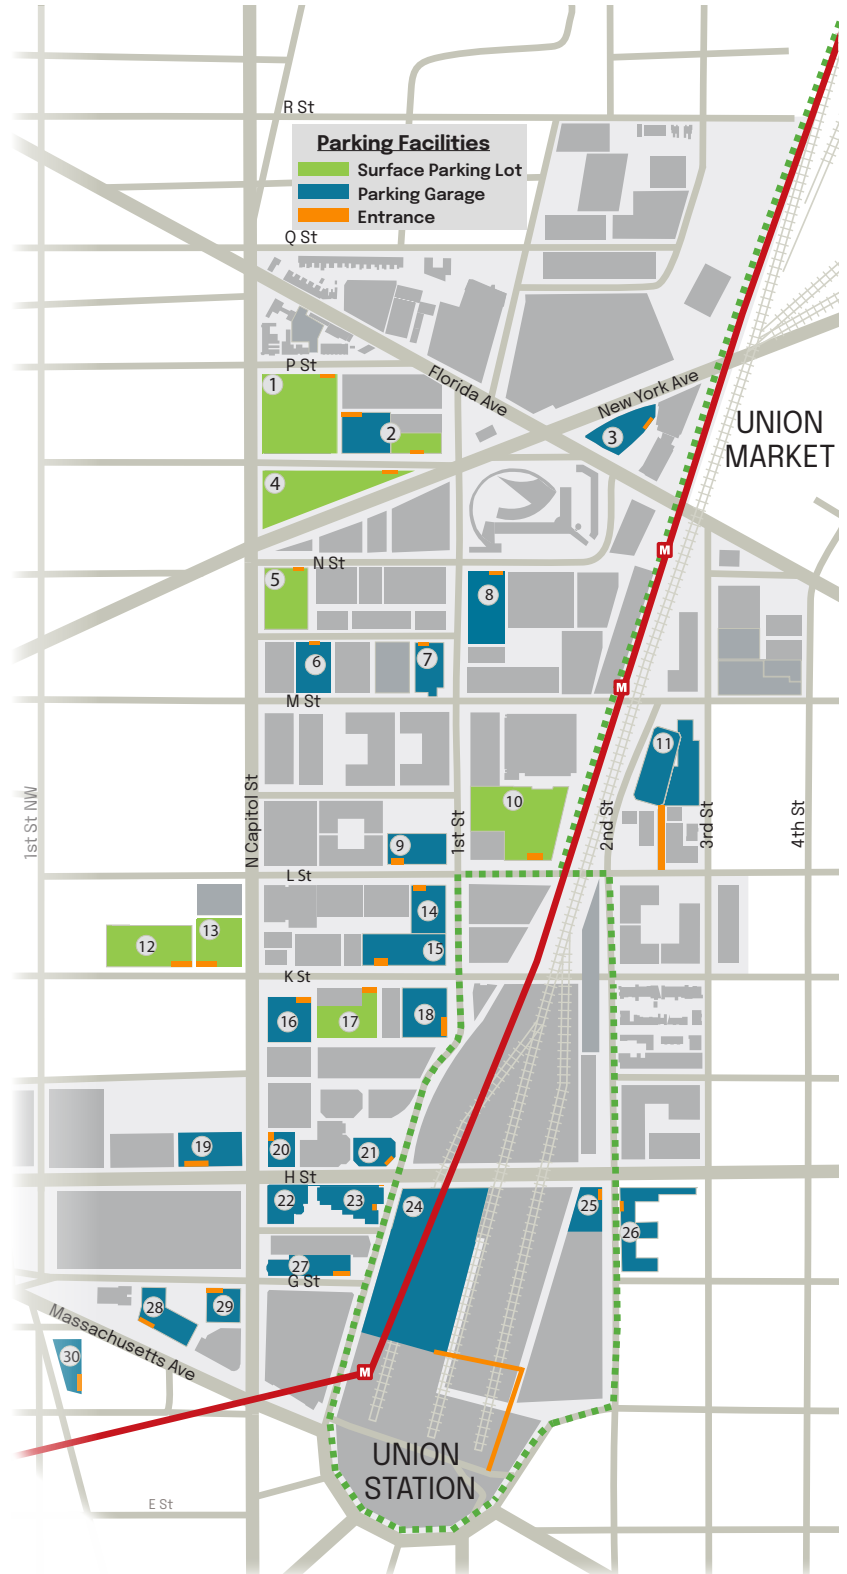 R St
Parking Facilities
Surface Parking Lot
Parking Garage
Entrance
Q St
P St
1
Florida Ave
New York Ave
2
3
UNION
MARKET
4
N St
M
5
8
6
7
M
M St
11
1st St NW
N Capitol St
10
1st St
2nd St
3rd St
4th St
9
L St
14
13
12
15
K St
16
17
18
19
20
21
H St
22
23
24
25
26
27
G St
28
29
Massachusetts Ave
30
M
UNION
STATION
E St